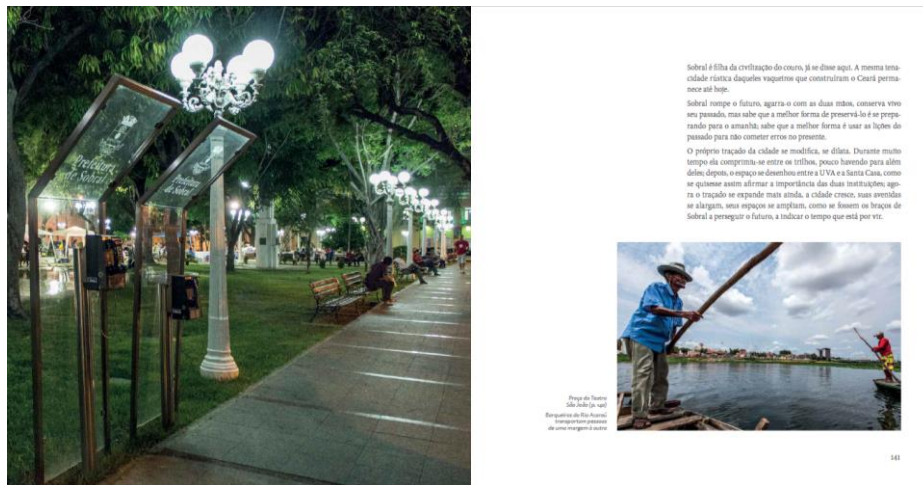 Prefeitura
de Sobral
Prefeitura
de Sobral
Sobral é filha da civilização do couro, já se disse aqui. A mesma tena-
cidade rústica daqueles vaqueiros que construíram o Ceará perma-
nece até hoje.
Sobral rompe o futuro, agarra-o com as duas mãos, conserva vivo
seu passado, mas sabe que a melhor forma de preservá-lo é se prepa-
rando para o amanhã; sabe que a melhor forma é usar as lições do
passado para não cometer erros no presente.
O próprio traçado da cidade se modifica, se dilata. Durante muito
tempo ela comprimiu-se entre os trilhos, pouco havendo para além
deles; depois, o espaço se desenhou entre a UVA e a Santa Casa, como
se quisesse assim afirmar a importância das duas instituições; ago-
ra o traçado se expande mais ainda, a cidade cresce, suas avenidas
se alargam, seus espaços se ampliam, como se fossem os braços de
Sobral a perseguir o futuro, a indicar o tempo que está por vir.
Praça do Teatro
São João (p. 142)
Barqueiros do Rio Acaraú
transportam pessoas
de uma margem à outra
143